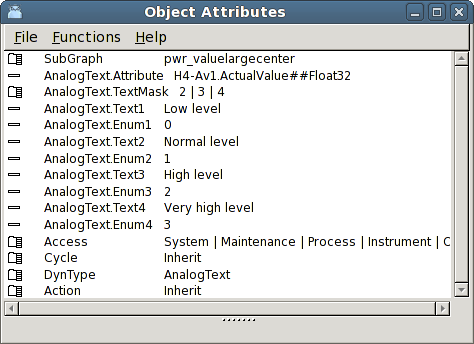 Object Attributes
File Functions Help
SubGraph pwr_valuelargecenter
AnalogText.Attribute H4-Av1.ActualValue##Float32
AnalogText.TextMask 2 | 3 | 4
AnalogText.Text1 Low level
AnalogText.Enum1 0
AnalogText.Text2 Normal level
AnalogText.Enum2 1
AnalogText.Text3 High level
AnalogText.Enum3 2
AnalogText.Text4 Very high level
AnalogText.Enum4 3
Access System | Maintenance | Process | Instrument | O
Cycle Inherit
DynType AnalogText
Action Inherit